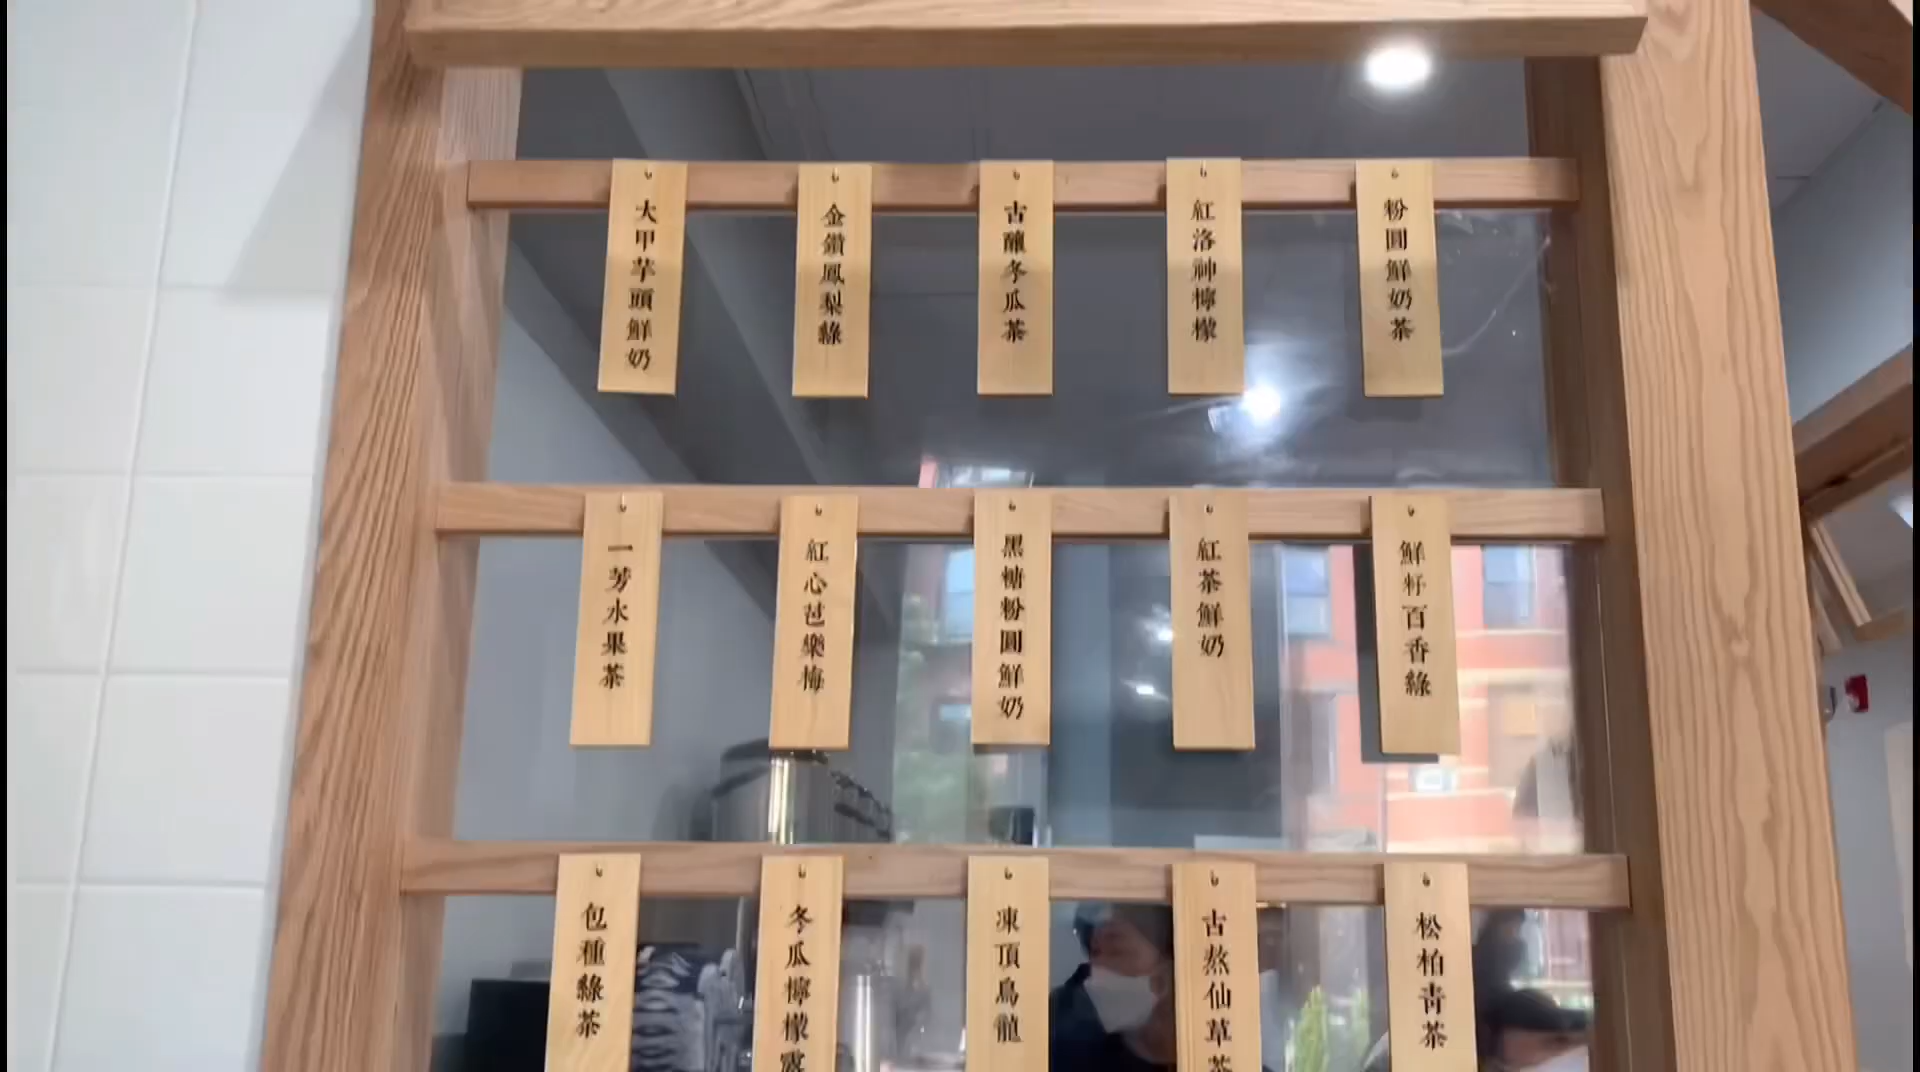 大甲芋頭鮮奶
金鑽鳳梨綠
古釀冬瓜茶
紅洛神檸檬
粉圓鮮奶茶
一芳水果茶
紅心芭樂梅
黑糖粉圓鮮奶
紅茶鮮奶
鮮籽百香綠
包種綠茶
冬瓜檸檬露
凍頂烏龍
古熬仙草茶
松柏青茶